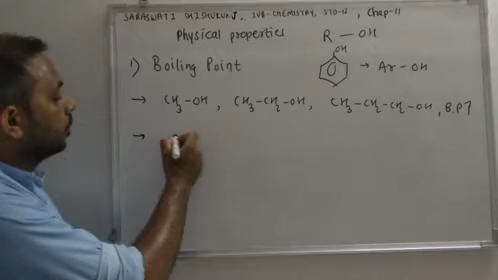 SARASWATI SHISHUKUNJ, SUB-CHEMISTRY, STD-12, Chap-11
Physical properties R — OH
OH
1) Boiling Point → Ar — OH
→ CH3-OH, CH3-CH2-OH, CH3-CH2-CH2-OH, B.P↑
→